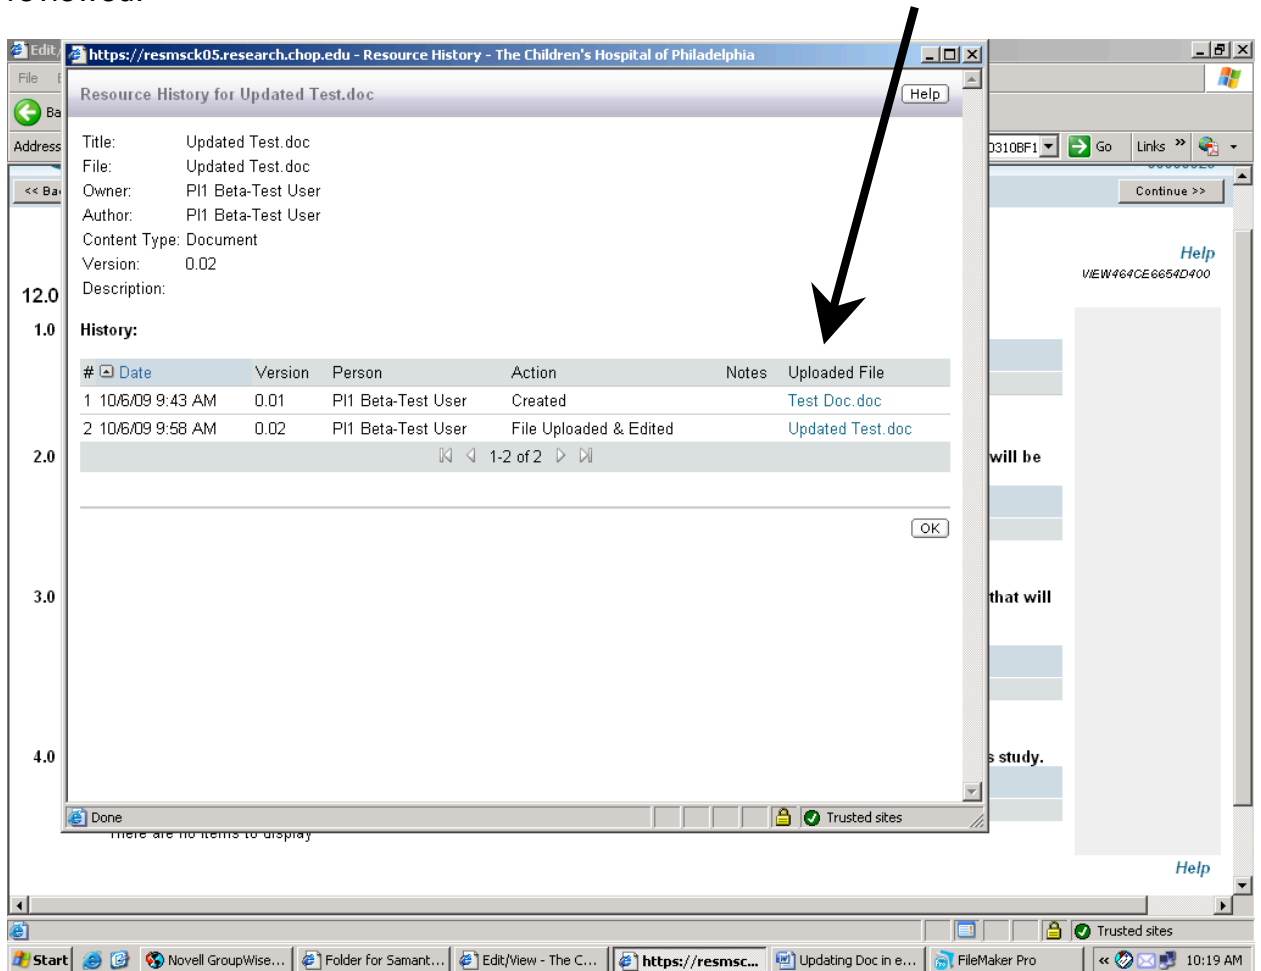 Edit/
https://resmsck05.research.chop.edu - Resource History - The Children's Hospital of Philadelphia
File
Resource History for Updated Test.doc
Help
Ba
Address
0310BF1
Go
Links »
Title: Updated Test.doc
File: Updated Test.doc
<< Ba
Owner: PI1 Beta-Test User
Continue >>
Author: PI1 Beta-Test User
Content Type: Document
Help
Version: 0.02
VIEW464CE6654D400
Description:
12.0
1.0
History:
# Date Version Person Action Notes Uploaded File
1 10/6/09 9:43 AM 0.01 PI1 Beta-Test User Created Test Doc.doc
2 10/6/09 9:58 AM 0.02 PI1 Beta-Test User File Uploaded & Edited Updated Test.doc
2.0
1-2 of 2
will be
OK
3.0
that will
4.0
s study.
Done
Trusted sites
There are no items to display
Help
Trusted sites
Start
Novell GroupWise...
Folder for Samant...
Edit/View - The C...
https://resmsc...
Updating Doc in e...
FileMaker Pro
«
10:19 AM